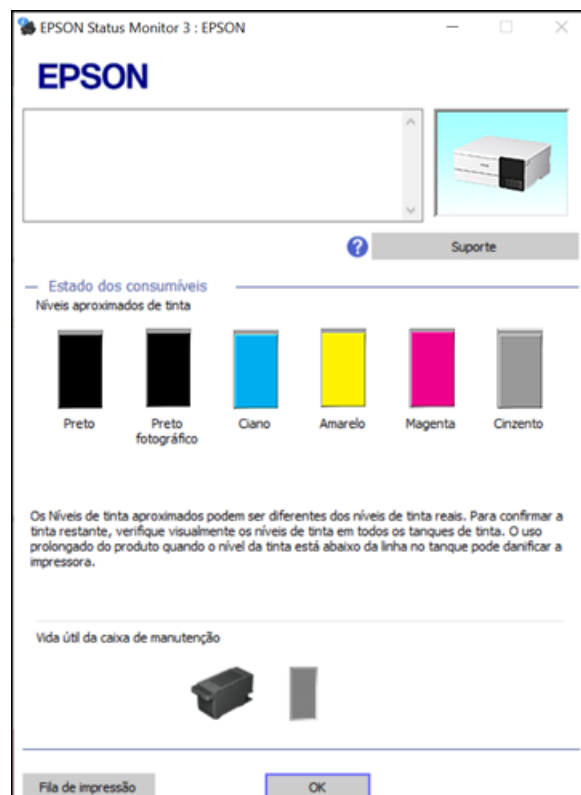 EPSON Status Monitor 3 : EPSON
EPSON
Suporte
Estado dos consumíveis
Níveis aproximados de tinta
Preto
Preto fotográfico
Ciano
Amarelo
Magenta
Cinzento
Os Níveis de tinta aproximados podem ser diferentes dos níveis de tinta reais. Para confirmar a
tinta restante, verifique visualmente os níveis de tinta em todos os tanques de tinta. O uso
prolongado do produto quando o nível da tinta está abaixo da linha no tanque pode danificar a
impressora.
Vida útil da caixa de manutenção
Fila de impressão
OK